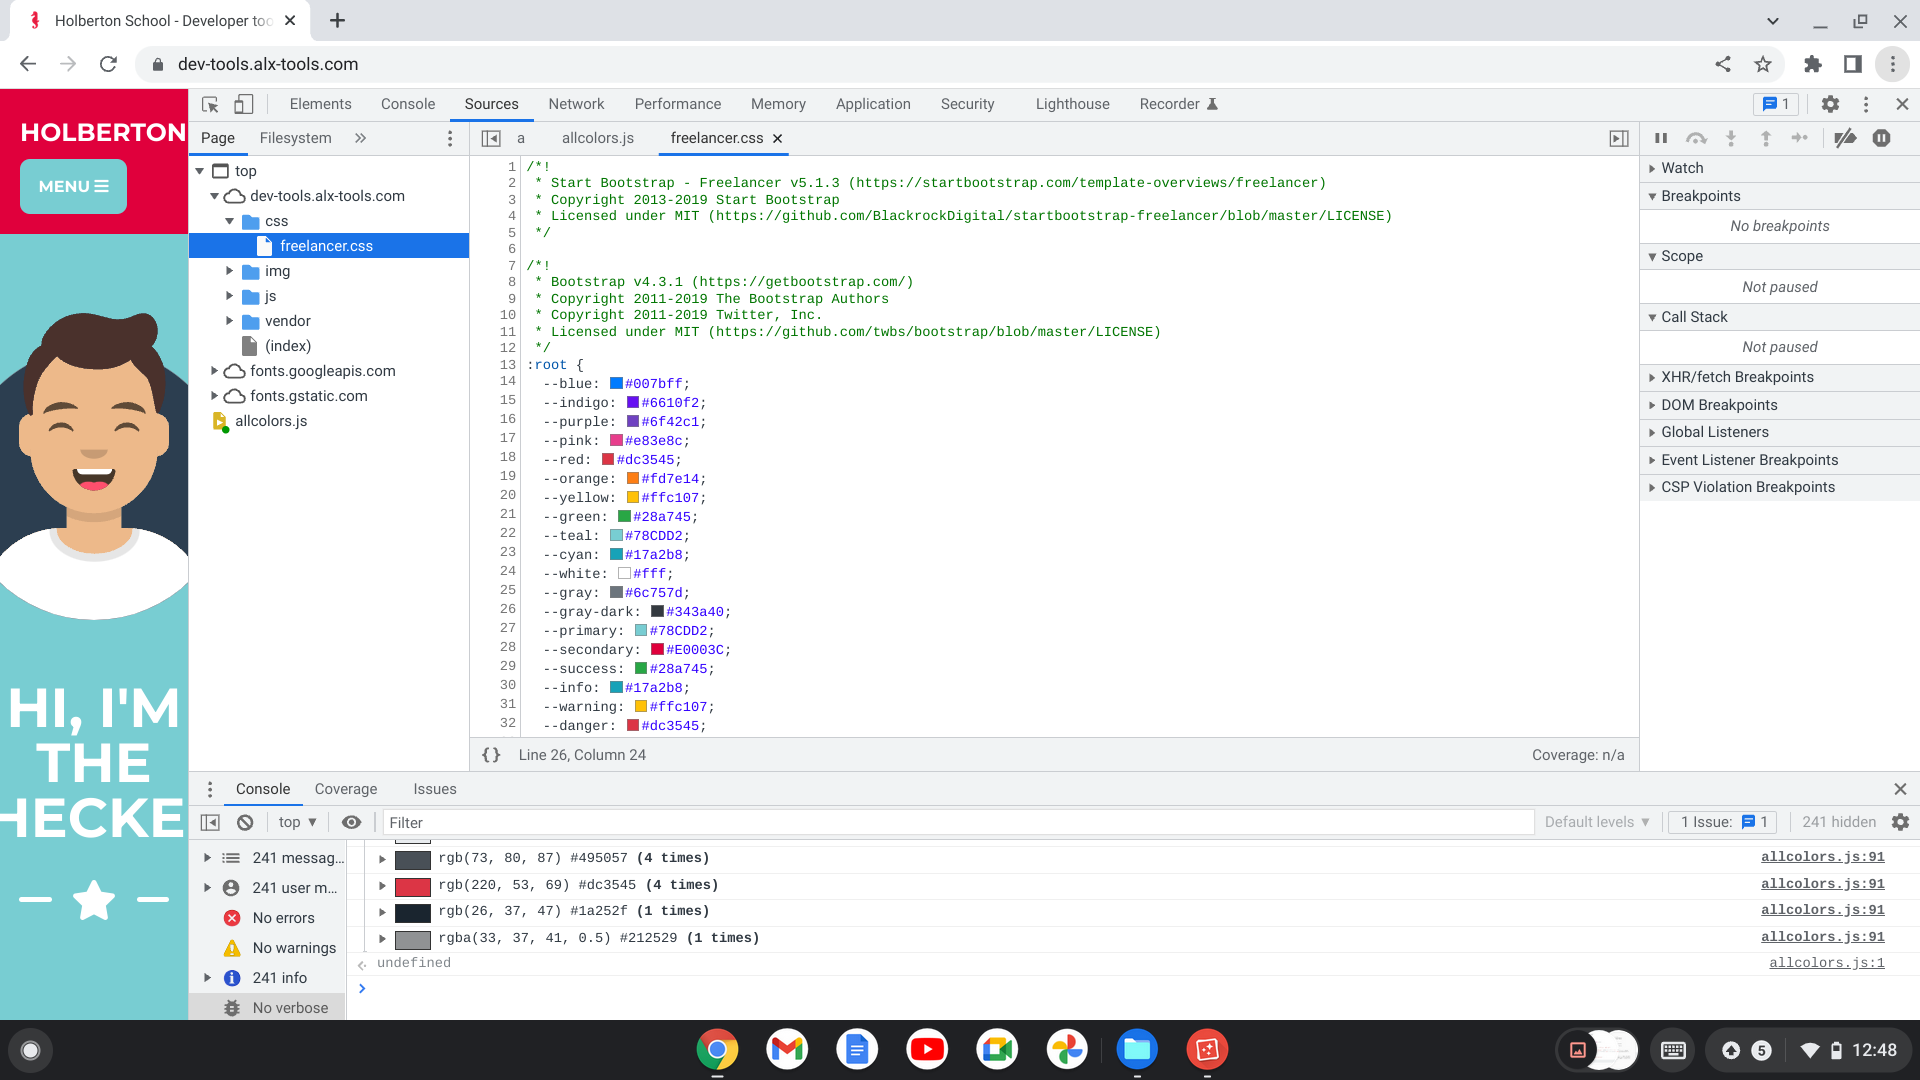 Holberton School - Developer too
dev-tools.alx-tools.com
HOLBERTON
MENU
HI, I'M
THE
HECKE
Elements Console Sources Network Performance Memory Application Security Lighthouse Recorder 1
Page Filesystem
top
dev-tools.alx-tools.com
css
freelancer.css
img
js
vendor
(index)
fonts.googleapis.com
fonts.gstatic.com
allcolors.js
a allcolors.js freelancer.css
1 /*!
2 * Start Bootstrap - Freelancer v5.1.3 (https://startbootstrap.com/template-overviews/freelancer)
3 * Copyright 2013-2019 Start Bootstrap
4 * Licensed under MIT (https://github.com/BlackrockDigital/startbootstrap-freelancer/blob/master/LICENSE)
5 */
6
7 /*!
8 * Bootstrap v4.3.1 (https://getbootstrap.com/)
9 * Copyright 2011-2019 The Bootstrap Authors
10 * Copyright 2011-2019 Twitter, Inc.
11 * Licensed under MIT (https://github.com/twbs/bootstrap/blob/master/LICENSE)
12 */
13 :root {
14 --blue: #007bff;
15 --indigo: #6610f2;
16 --purple: #6f42c1;
17 --pink: #e83e8c;
18 --red: #dc3545;
19 --orange: #fd7e14;
20 --yellow: #ffc107;
21 --green: #28a745;
22 --teal: #78CDD2;
23 --cyan: #17a2b8;
24 --white: #fff;
25 --gray: #6c757d;
26 --gray-dark: #343a40;
27 --primary: #78CDD2;
28 --secondary: #E0003C;
29 --success: #28a745;
30 --info: #17a2b8;
31 --warning: #ffc107;
32 --danger: #dc3545;
{} Line 26, Column 24 Coverage: n/a
Watch
Breakpoints
No breakpoints
Scope
Not paused
Call Stack
Not paused
XHR/fetch Breakpoints
DOM Breakpoints
Global Listeners
Event Listener Breakpoints
CSP Violation Breakpoints
Console Coverage Issues
top Filter Default levels 1 Issue: 1 241 hidden
241 messag...
241 user m...
No errors
No warnings
241 info
No verbose
rgb(73, 80, 87) #495057 (4 times) allcolors.js:91
rgb(220, 53, 69) #dc3545 (4 times) allcolors.js:91
rgb(26, 37, 47) #1a252f (1 times) allcolors.js:91
rgba(33, 37, 41, 0.5) #212529 (1 times) allcolors.js:91
undefined allcolors.js:1
5 12:48